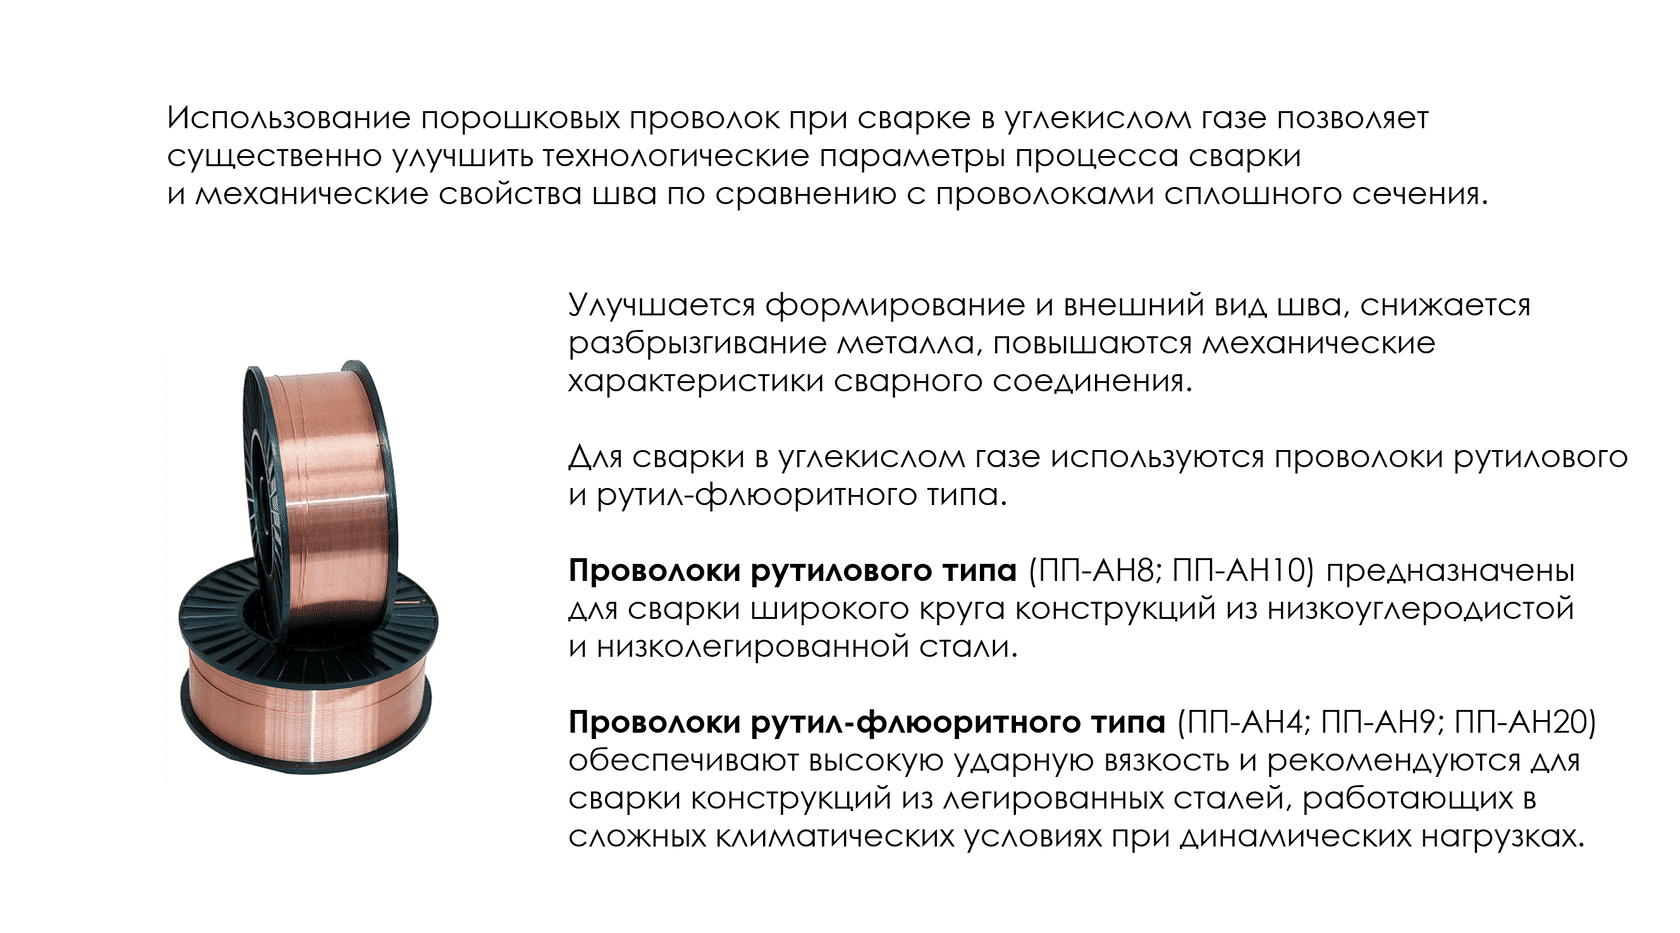 Использование порошковых проволок при сварке в углекислом газе позволяет
существенно улучшить технологические параметры процесса сварки
и механические свойства шва по сравнению с проволоками сплошного сечения.
Улучшается формирование и внешний вид шва, снижается
разбрызгивание металла, повышаются механические
характеристики сварного соединения.
Для сварки в углекислом газе используются проволоки рутилового
и рутил-флюоритного типа.
Проволоки рутилового типа (ПП-АН8; ПП-АН10) предназначены
для сварки широкого круга конструкций из низкоуглеродистой
и низколегированной стали.
Проволоки рутил-флюоритного типа (ПП-АН4; ПП-АН9; ПП-АН20)
обеспечивают высокую ударную вязкость и рекомендуются для
сварки конструкций из легированных сталей, работающих в
сложных климатических условиях при динамических нагрузках.